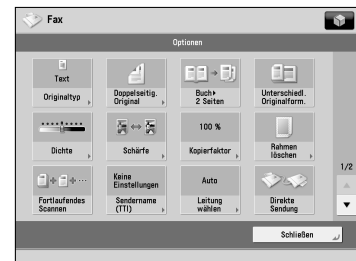 Fax
Optionen
Text
Originaltyp
Doppelseitig.
Original
Buch▸
2 Seiten
Unterschiedl.
Originalform.
Dichte
Schärfe
100 %
Kopierfaktor
Rahmen
löschen
1/2
Fortlaufendes
Scannen
Keine
Einstellungen
Sendername
(TTI)
Auto
Leitung
wählen
Direkte
Sendung
Schließen